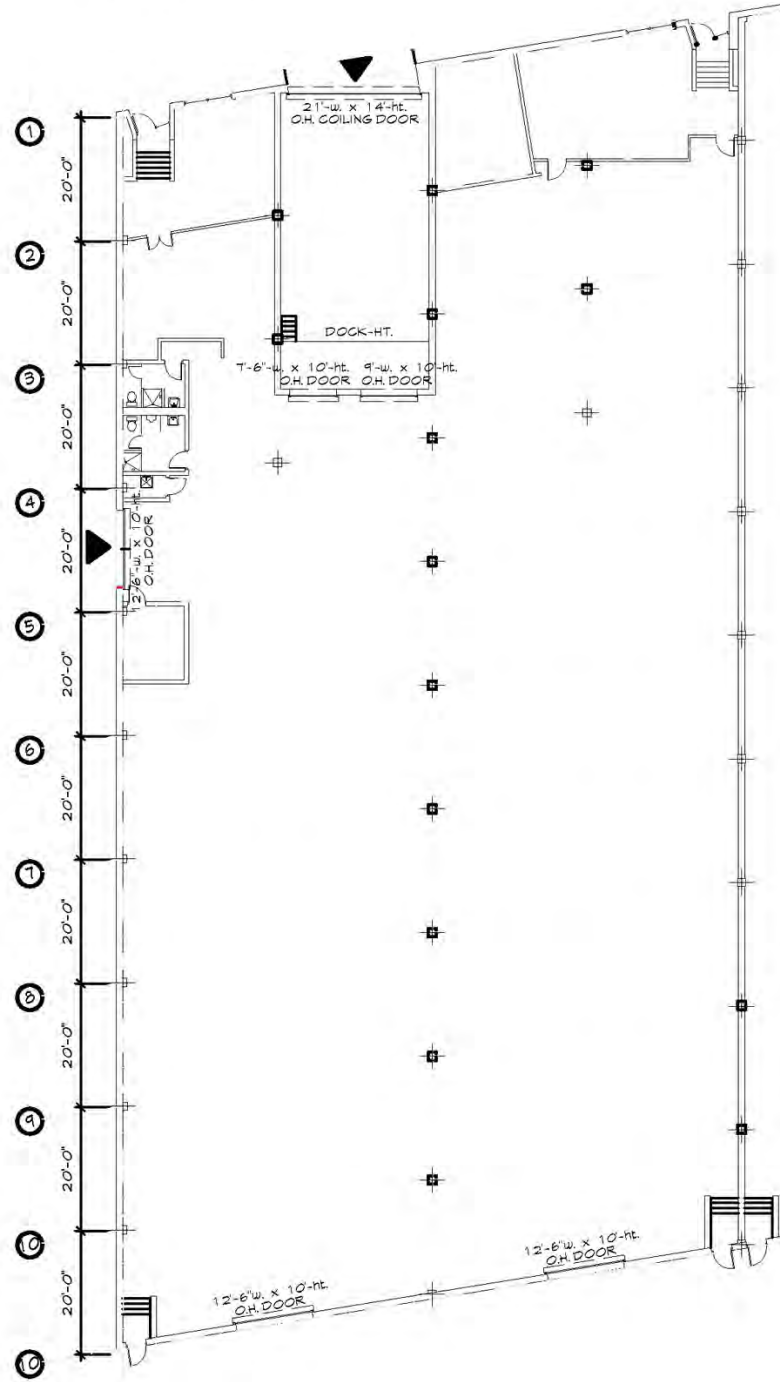 21'-w. x 14'-ht.
O.H. COILING DOOR
1
20'-0"
2
20'-0"
DOCK-HT.
3
7'-6"-w. x 10'-ht.
O.H. DOOR
9'-w. x 10'-ht.
O.H. DOOR
20'-0"
4
20'-0"
12'-6"-w. x 10'-ht.
O.H. DOOR
5
20'-0"
6
20'-0"
7
20'-0"
8
20'-0"
9
20'-0"
10
20'-0"
12'-6"w. x 10'-ht.
O.H. DOOR
12'-6"w. x 10'-ht.
O.H. DOOR
10